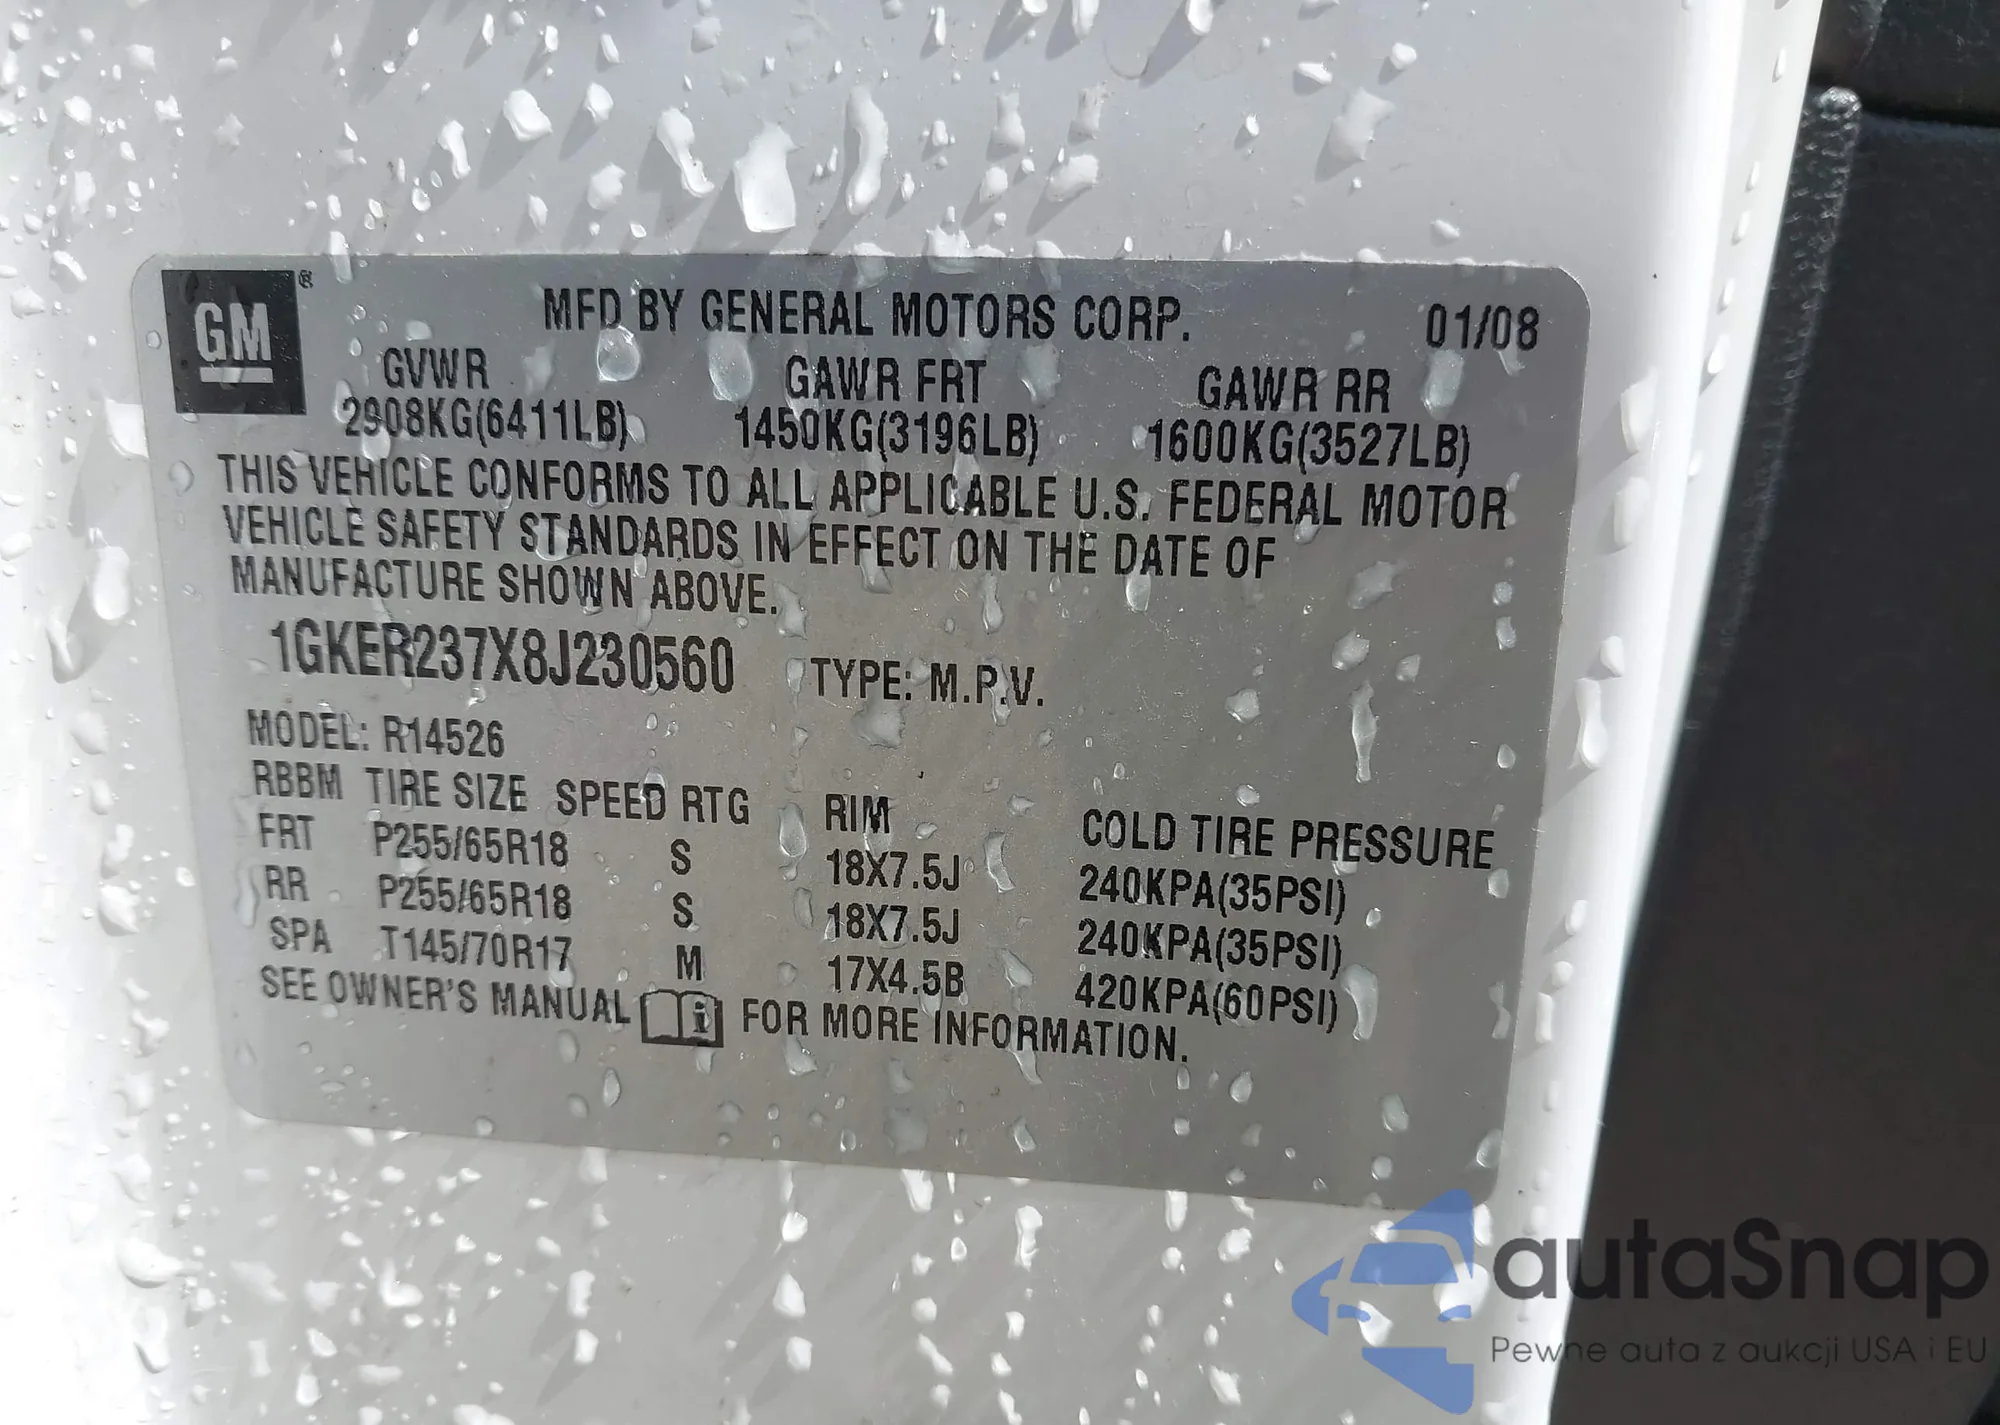 GM ®
MFD BY GENERAL MOTORS CORP. 01/08
GVWR GAWR FRT GAWR RR
2908KG(6411LB) 1450KG(3196LB) 1600KG(3527LB)
THIS VEHICLE CONFORMS TO ALL APPLICABLE U.S. FEDERAL MOTOR
VEHICLE SAFETY STANDARDS IN EFFECT ON THE DATE OF
MANUFACTURE SHOWN ABOVE.
1GKER237X8J230560 TYPE: M.P.V.
MODEL: R14526
RBBM TIRE SIZE SPEED RTG RIM COLD TIRE PRESSURE
FRT P255/65R18 S 18X7.5J 240KPA(35PSI)
RR P255/65R18 S 18X7.5J 240KPA(35PSI)
SPA T145/70R17 M 17X4.5B 420KPA(60PSI)
SEE OWNER'S MANUAL i FOR MORE INFORMATION.
autaSnap
Pewne auta z aukcji USA i EU